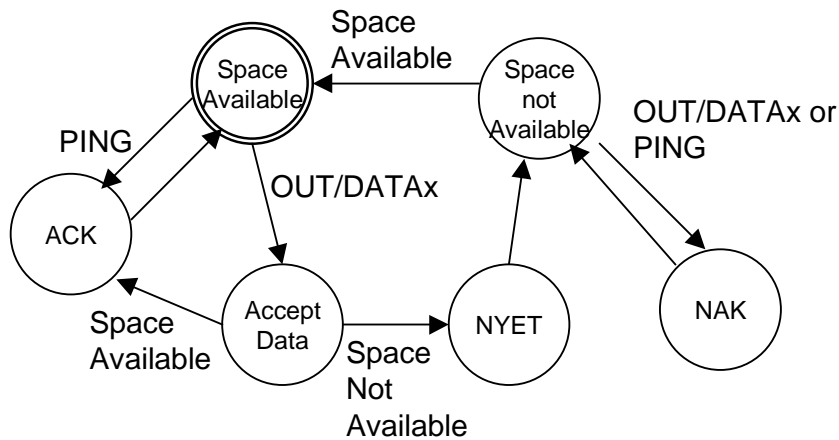 Space
Available
Space
Available
Space
not
Available
OUT/DATAx or
PING
PING
OUT/DATAx
ACK
Space
Available
Accept
Data
Space
Not
Available
NYET
NAK